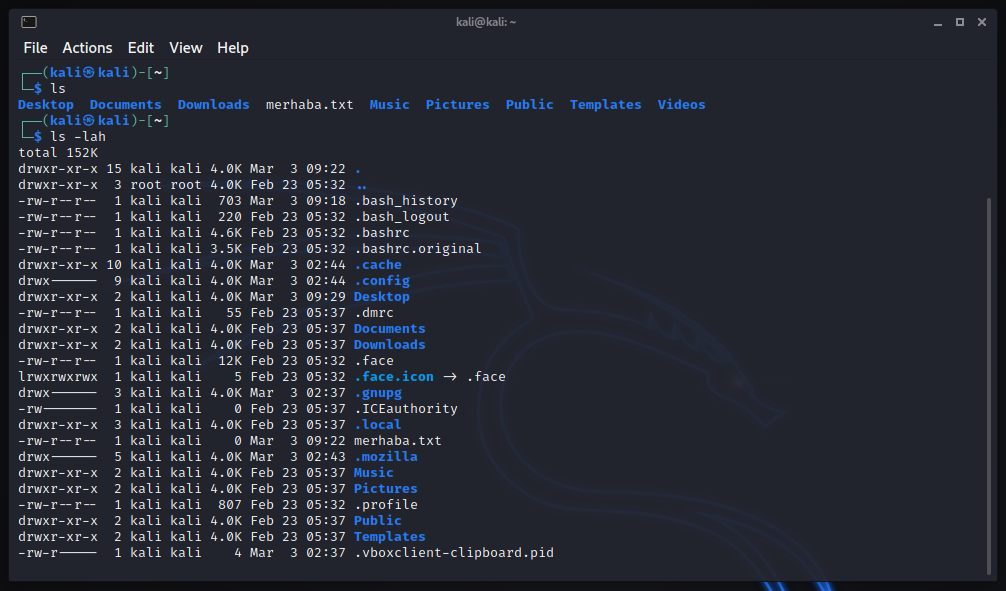 kali@kali: ~
File Actions Edit View Help
┌──(kali㉿kali)-[~]
└─$ ls
Desktop Documents Downloads merhaba.txt Music Pictures Public Templates Videos
┌──(kali㉿kali)-[~]
└─$ ls -lah
total 152K
drwxr-xr-x 15 kali kali 4.0K Mar  3 09:22 .
drwxr-xr-x  3 root root 4.0K Feb 23 05:32 ..
-rw-r--r--  1 kali kali  703 Mar  3 09:18 .bash_history
-rw-r--r--  1 kali kali  220 Feb 23 05:32 .bash_logout
-rw-r--r--  1 kali kali 4.6K Feb 23 05:32 .bashrc
-rw-r--r--  1 kali kali 3.5K Feb 23 05:32 .bashrc.original
drwxr-xr-x 10 kali kali 4.0K Mar  3 02:44 .cache
drwx------  9 kali kali 4.0K Mar  3 02:44 .config
drwxr-xr-x  2 kali kali 4.0K Mar  3 09:29 Desktop
-rw-r--r--  1 kali kali   55 Feb 23 05:37 .dmrc
drwxr-xr-x  2 kali kali 4.0K Feb 23 05:37 Documents
drwxr-xr-x  2 kali kali 4.0K Feb 23 05:37 Downloads
-rw-r--r--  1 kali kali  12K Feb 23 05:32 .face
lrwxrwxrwx  1 kali kali    5 Feb 23 05:32 .face.icon -> .face
drwx------  3 kali kali 4.0K Mar  3 02:37 .gnupg
-rw-------  1 kali kali    0 Feb 23 05:37 .ICEauthority
drwxr-xr-x  3 kali kali 4.0K Feb 23 05:37 .local
-rw-r--r--  1 kali kali    0 Mar  3 09:22 merhaba.txt
drwx------  5 kali kali 4.0K Mar  3 02:43 .mozilla
drwxr-xr-x  2 kali kali 4.0K Feb 23 05:37 Music
drwxr-xr-x  2 kali kali 4.0K Feb 23 05:37 Pictures
-rw-r--r--  1 kali kali  807 Feb 23 05:32 .profile
drwxr-xr-x  2 kali kali 4.0K Feb 23 05:37 Public
drwxr-xr-x  2 kali kali 4.0K Feb 23 05:37 Templates
-rw-r-----  1 kali kali    4 Mar  3 02:37 .vboxclient-clipboard.pid